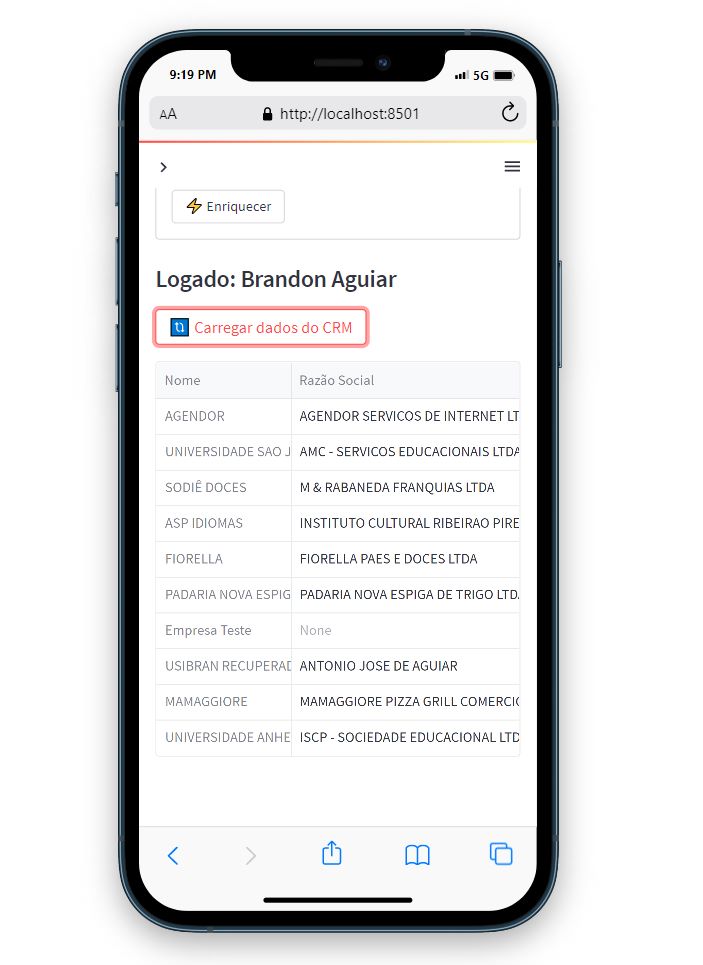 9:19 PM
5G
AA
http://localhost:8501
Enriquecer
Logado: Brandon Aguiar
Carregar dados do CRM
Nome Razão Social
AGENDOR AGENDOR SERVICOS DE INTERNET LT
UNIVERSIDADE SAO J AMC - SERVICOS EDUCACIONAIS LTDA
SODIÊ DOCES M & RABANEDA FRANQUIAS LTDA
ASP IDIOMAS INSTITUTO CULTURAL RIBEIRAO PIRE
FIORELLA FIORELLA PAES E DOCES LTDA
PADARIA NOVA ESPIG PADARIA NOVA ESPIGA DE TRIGO LTD
Empresa Teste None
USIBRAN RECUPERAD ANTONIO JOSE DE AGUIAR
MAMAGGIORE MAMAGGIORE PIZZA GRILL COMERCIO
UNIVERSIDADE ANHE ISCP - SOCIEDADE EDUCACIONAL LTD